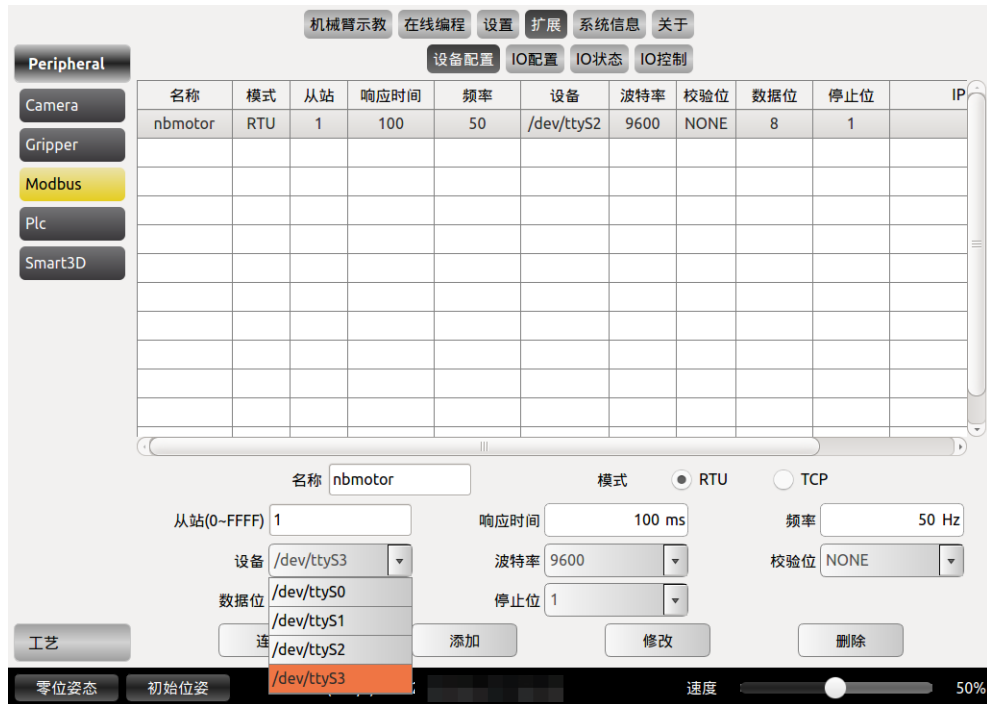 机械臂示教 在线编程 设置 扩展 系统信息 关于
设备配置 IO配置 IO状态 IO控制
Peripheral
Camera
Gripper
Modbus
Plc
Smart3D
工艺
名称 模式 从站 响应时间 频率 设备 波特率 校验位 数据位 停止位 IP
nbmotor RTU 1 100 50 /dev/ttyS2 9600 NONE 8 1
名称 nbmotor 模式 RTU TCP
从站(0~FFFF) 1 响应时间 100 ms 频率 50 Hz
设备 /dev/ttyS3 波特率 9600 校验位 NONE
数据位 停止位 1
/dev/ttyS0
/dev/ttyS1
/dev/ttyS2
/dev/ttyS3
添加 修改 删除
零位姿态 初始位姿 速度 50%